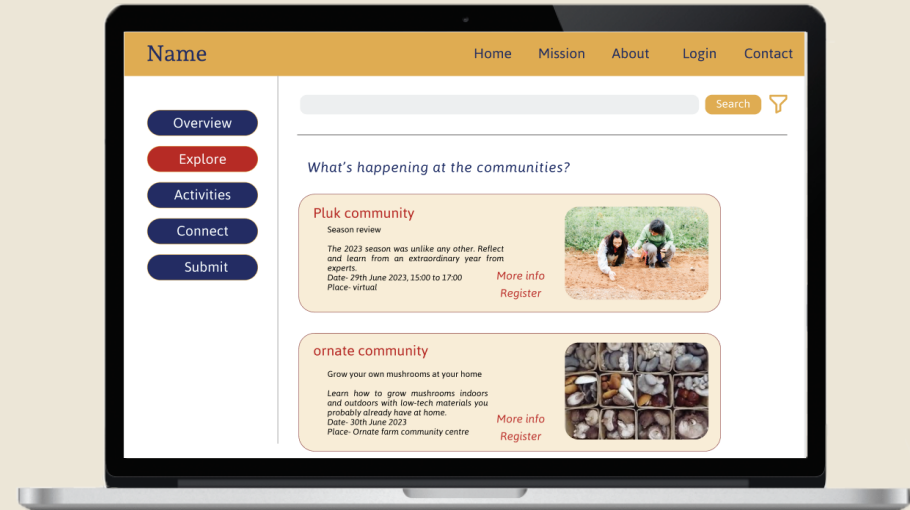 Name
Home Mission About Login Contact
Search
Overview
Explore
Activities
Connect
Submit
What's happening at the communities?
Pluk community
Season review
The 2023 season was unlike any other. Reflect
and learn from an extraordinary year from
experts.
Date- 29th June 2023, 15:00 to 17:00
Place- virtual
More info
Register
ornate community
Grow your own mushrooms at your home
Learn how to grow mushrooms indoors
and outdoors with low-tech materials you
probably already have at home.
Date- 30th June 2023
Place- Ornate farm community centre
More info
Register